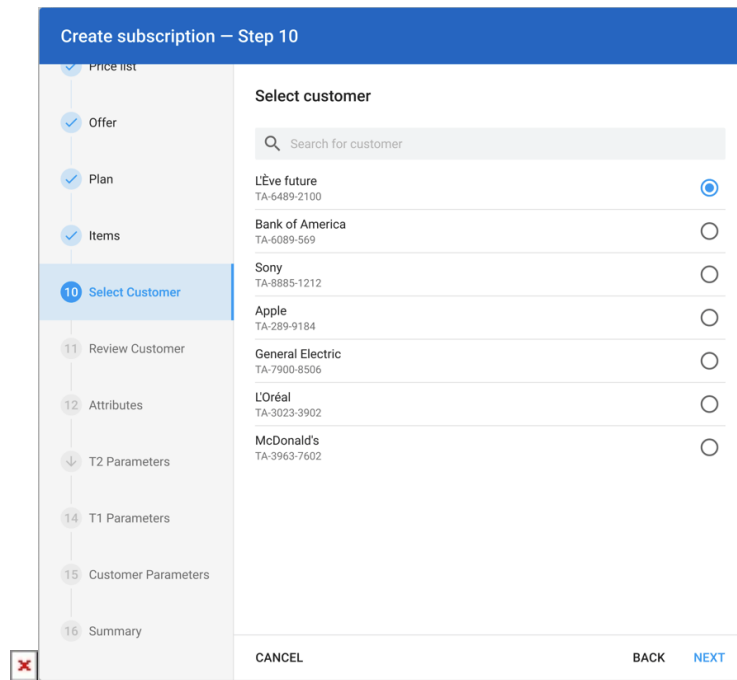 Create subscription — Step 10
Price list
Offer
Plan
Items
10 Select Customer
11 Review Customer
12 Attributes
T2 Parameters
14 T1 Parameters
15 Customer Parameters
16 Summary
Select customer
Search for customer
L'Ève future
TA-6489-2100
Bank of America
TA-6089-569
Sony
TA-8885-1212
Apple
TA-289-9184
General Electric
TA-7900-8506
L'Oréal
TA-3023-3902
McDonald's
TA-3963-7602
CANCEL BACK NEXT